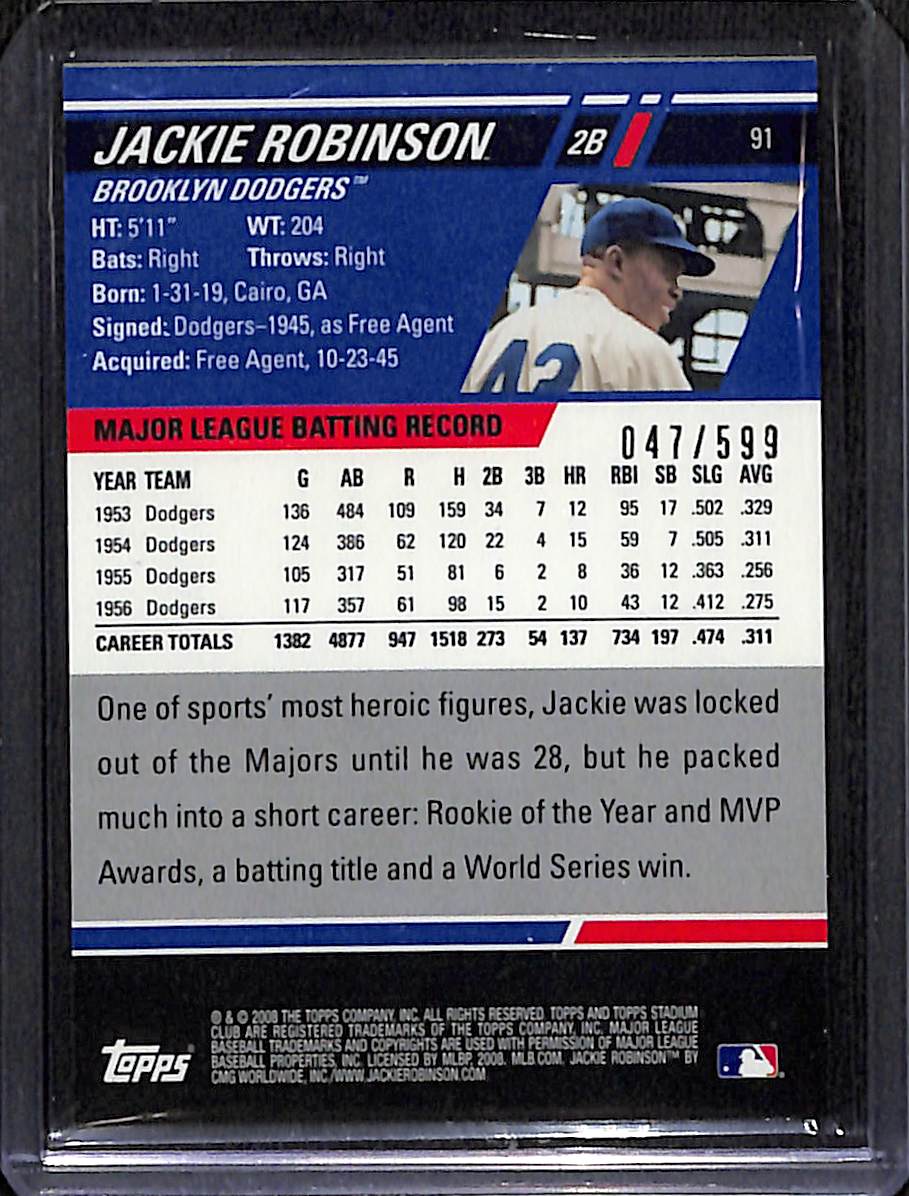 JACKIE ROBINSON 2B 91
BROOKLYN DODGERS™
HT: 5'11" WT: 204
Bats: Right Throws: Right
Born: 1-31-19, Cairo, GA
Signed: Dodgers–1945, as Free Agent
Acquired: Free Agent, 10-23-45
42
MAJOR LEAGUE BATTING RECORD
047/599
YEAR TEAM G AB R H 2B 3B HR RBI SB SLG AVG
1953 Dodgers 136 484 109 159 34 7 12 95 17 .502 .329
1954 Dodgers 124 386 62 120 22 4 15 59 7 .505 .311
1955 Dodgers 105 317 51 81 6 2 8 36 12 .363 .256
1956 Dodgers 117 357 61 98 15 2 10 43 12 .412 .275
CAREER TOTALS 1382 4877 947 1518 273 54 137 734 197 .474 .311
One of sports' most heroic figures, Jackie was locked
out of the Majors until he was 28, but he packed
much into a short career: Rookie of the Year and MVP
Awards, a batting title and a World Series win.
® & © 2008 THE TOPPS COMPANY, INC. ALL RIGHTS RESERVED. TOPPS AND TOPPS STADIUM
CLUB ARE REGISTERED TRADEMARKS OF THE TOPPS COMPANY, INC. MAJOR LEAGUE
BASEBALL TRADEMARKS AND COPYRIGHTS ARE USED WITH PERMISSION OF MAJOR LEAGUE
BASEBALL PROPERTIES, INC. LICENSED BY MLBP, 2008. MLB.COM. JACKIE ROBINSON™ BY
CMG WORLDWIDE, INC./WWW.JACKIEROBINSON.COM
TOPPS®